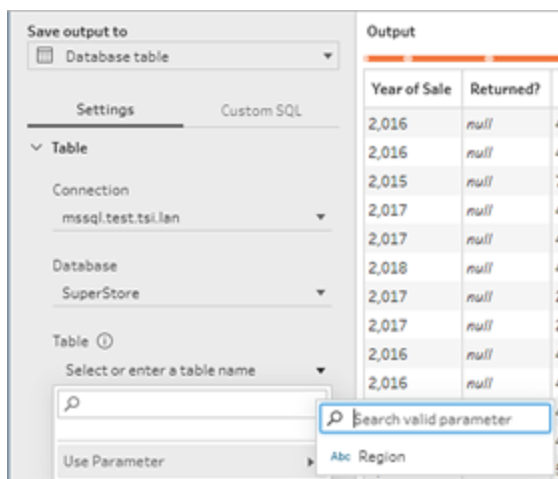 Save output to
Database table
Settings Custom SQL
Table
Connection
mssql.test.tsi.lan
Database
SuperStore
Table
Select or enter a table name
Use Parameter
Search valid parameter
Abc Region
Output
Year of Sale Returned?
2,016 null
2,016 null
2,015 null
2,017 null
2,017 null
2,018 null
2,017 null
2,017 null
2,016 null
2,016 null